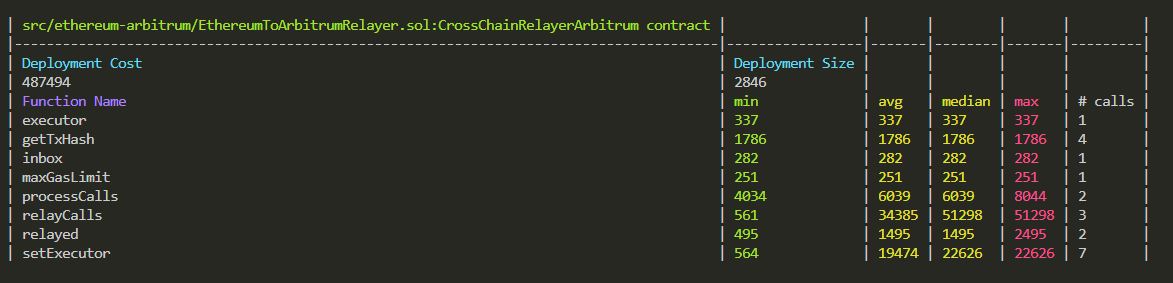 | src/ethereum-arbitrum/EthereumToArbitrumRelayer.sol:CrossChainRelayerArbitrum contract | | | | | |
|----------------------------------------------------------------------------------------|-----------------|-------|--------|-------|---------|
| Deployment Cost | Deployment Size | | | | |
| 487494 | 2846 | | | | |
| Function Name | min | avg | median | max | # calls |
| executor | 337 | 337 | 337 | 337 | 1 |
| getTxHash | 1786 | 1786 | 1786 | 1786 | 4 |
| inbox | 282 | 282 | 282 | 282 | 1 |
| maxGasLimit | 251 | 251 | 251 | 251 | 1 |
| processCalls | 4034 | 6039 | 6039 | 8044 | 2 |
| relayCalls | 561 | 34385 | 51298 | 51298 | 3 |
| relayed | 495 | 1495 | 1495 | 2495 | 2 |
| setExecutor | 564 | 19474 | 22626 | 22626 | 7 |